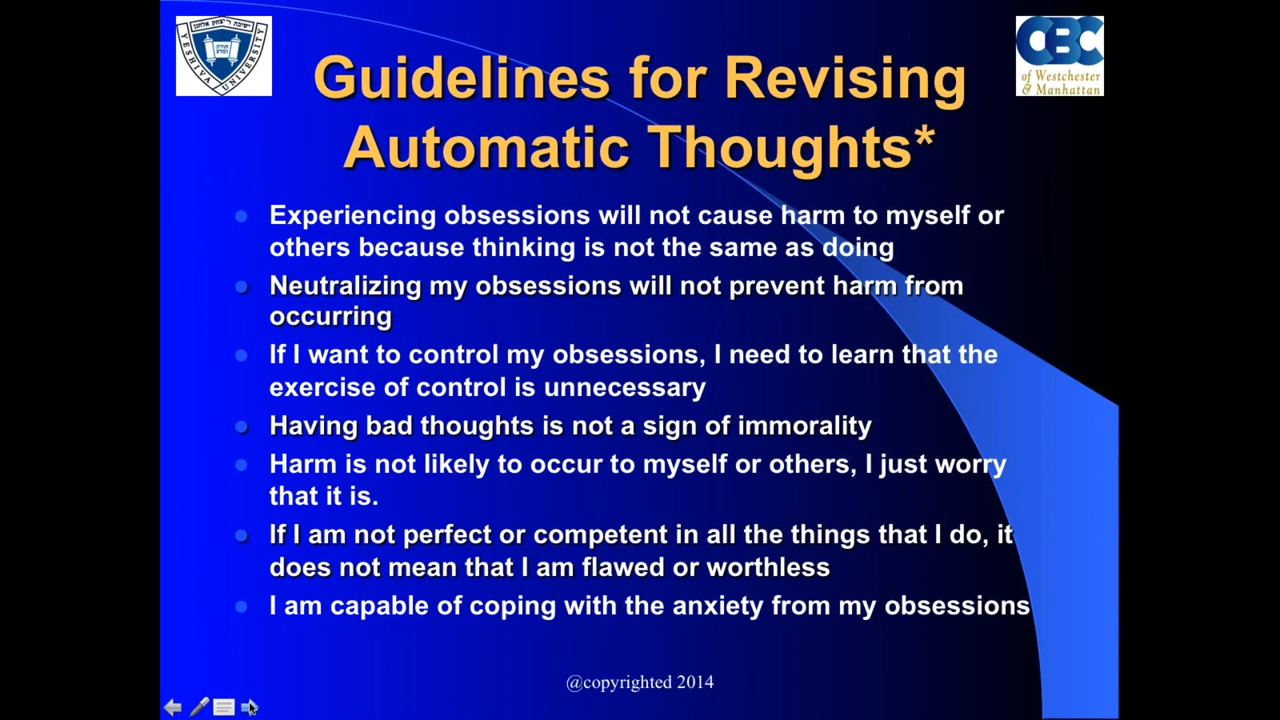 ישיבת ר' יצחק אלחנן
YESHIVA UNIVERSITY
CBC
of Westchester
& Manhattan
Guidelines for Revising
Automatic Thoughts*
Experiencing obsessions will not cause harm to myself or
others because thinking is not the same as doing
Neutralizing my obsessions will not prevent harm from
occurring
If I want to control my obsessions, I need to learn that the
exercise of control is unnecessary
Having bad thoughts is not a sign of immorality
Harm is not likely to occur to myself or others, I just worry
that it is.
If I am not perfect or competent in all the things that I do, it
does not mean that I am flawed or worthless
I am capable of coping with the anxiety from my obsessions
@copyrighted 2014